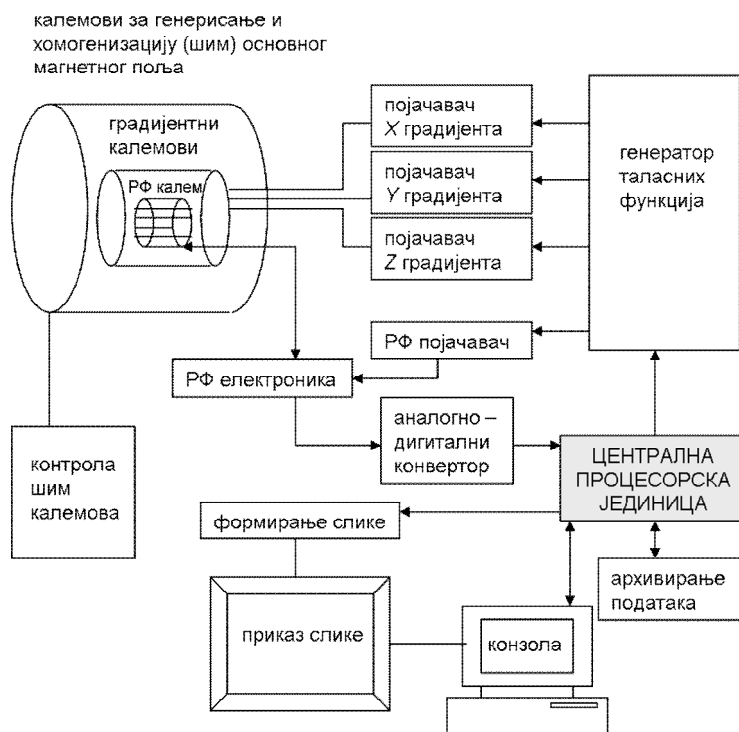 калемови за генерисање и
хомогенизацију (шим) основног
магнетног поља
градијентни
калемови
РФ калем
појачавач
X градијента
појачавач
Y градијента
појачавач
Z градијента
генератор
таласних
функција
РФ појачавач
РФ електроника
аналогно –
дигитални
конвертор
ЦЕНТРАЛНА
ПРОЦЕСОРСКА
ЈЕДИНИЦА
контрола
шим
калемова
формирање слике
архивирање
података
приказ слике
конзола